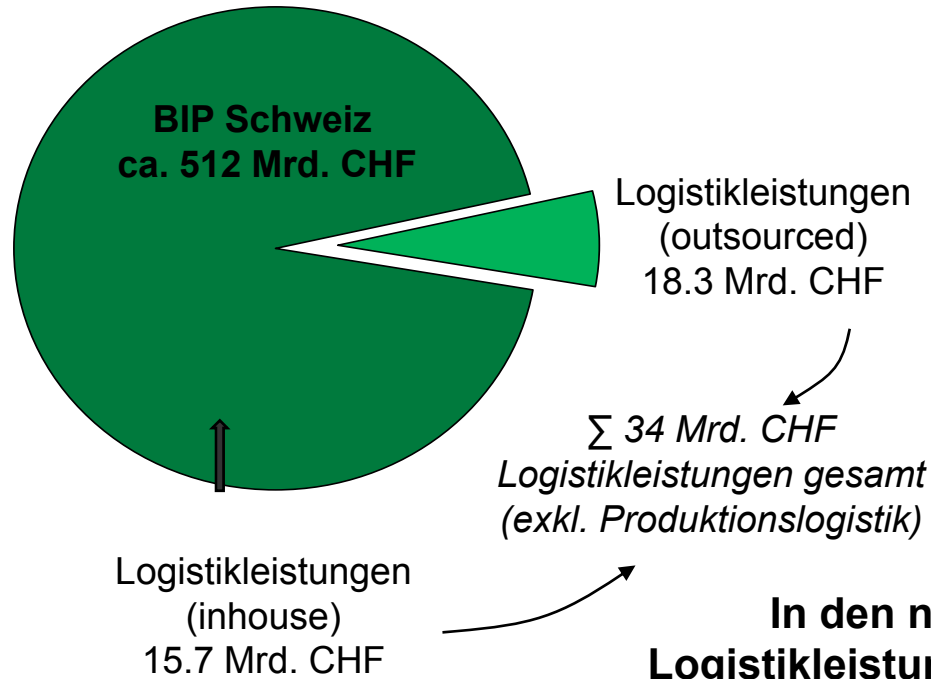 BIP Schweiz
ca. 512 Mrd. CHF
Logistikleistungen
(outsourced)
18.3 Mrd. CHF
∑ 34 Mrd. CHF
Logistikleistungen gesamt
(exkl. Produktionslogistik)
Logistikleistungen
(inhouse)
15.7 Mrd. CHF
In den n
Logistikleistun